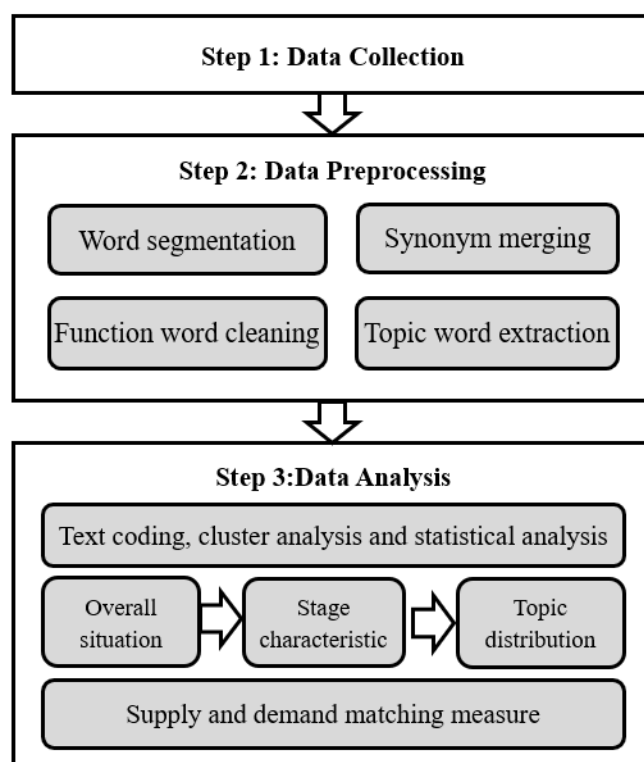 Step 1: Data Collection
Step 2: Data Preprocessing
Word segmentation
Synonym merging
Function word cleaning
Topic word extraction
Step 3:Data Analysis
Text coding, cluster analysis and statistical analysis
Overall
situation
Stage
characteristic
Topic
distribution
Supply and demand matching measure